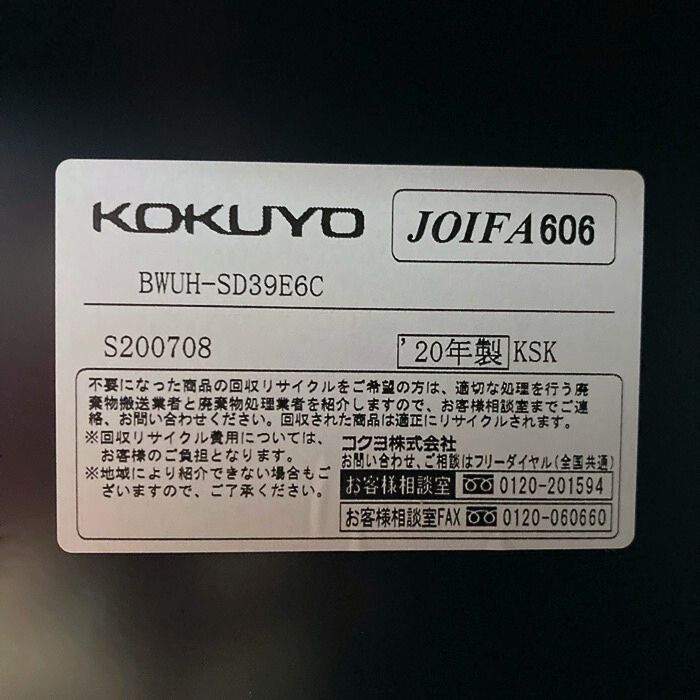 KOKUYO JOIFA606
BWUH-SD39E6C
S200708 '20年製 KSK
不要になった商品の回収リサイクルをご希望の方は、適切な処理を行う廃
棄物搬送業者と廃棄物処理業者を紹介しますので、お客様相談室までご連
絡、お問い合わせください。回収された商品は適正にリサイクルされます。
※回収リサイクル費用については、
お客様のご負担となります。
※地域により紹介できない場合もご
ざいますので、ご了承ください。
コクヨ株式会社
お問い合わせ、ご相談はフリーダイヤル(全国共通)
お客様相談室 0120-201594
お客様相談室FAX 0120-060660